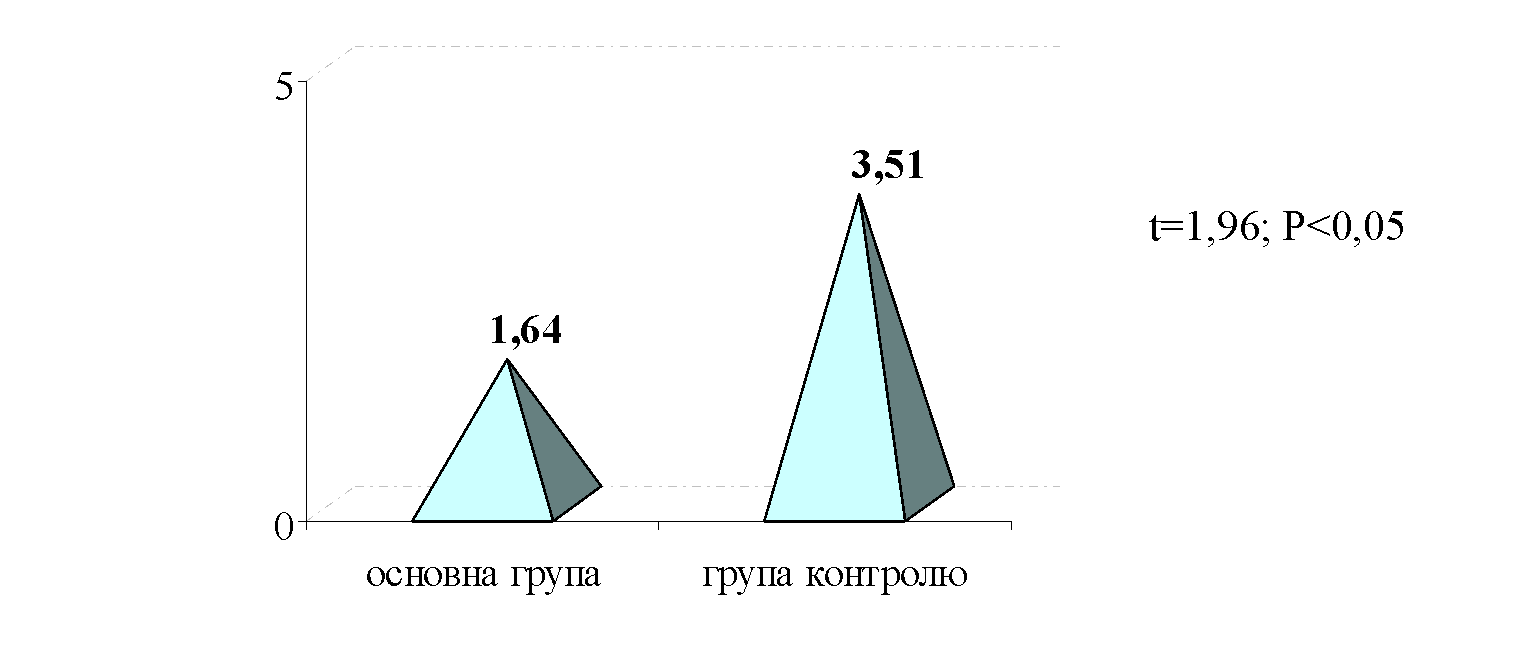 5
3,51
t=1,96; P<0,05
1,64
0
основна група
група контролю